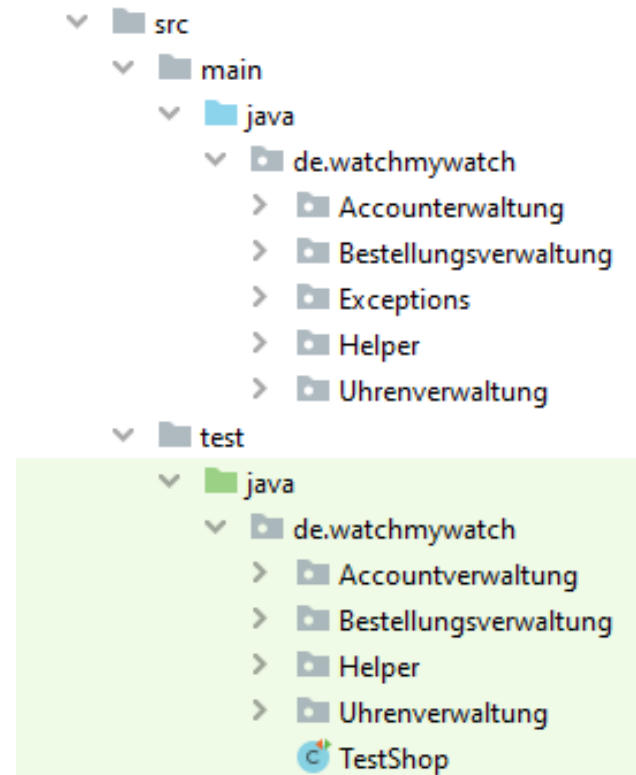 src
main
java
de.watchmywatch
Accounterwaltung
Bestellungsverwaltung
Exceptions
Helper
Uhrenverwaltung
test
java
de.watchmywatch
Accountverwaltung
Bestellungsverwaltung
Helper
Uhrenverwaltung
C TestShop